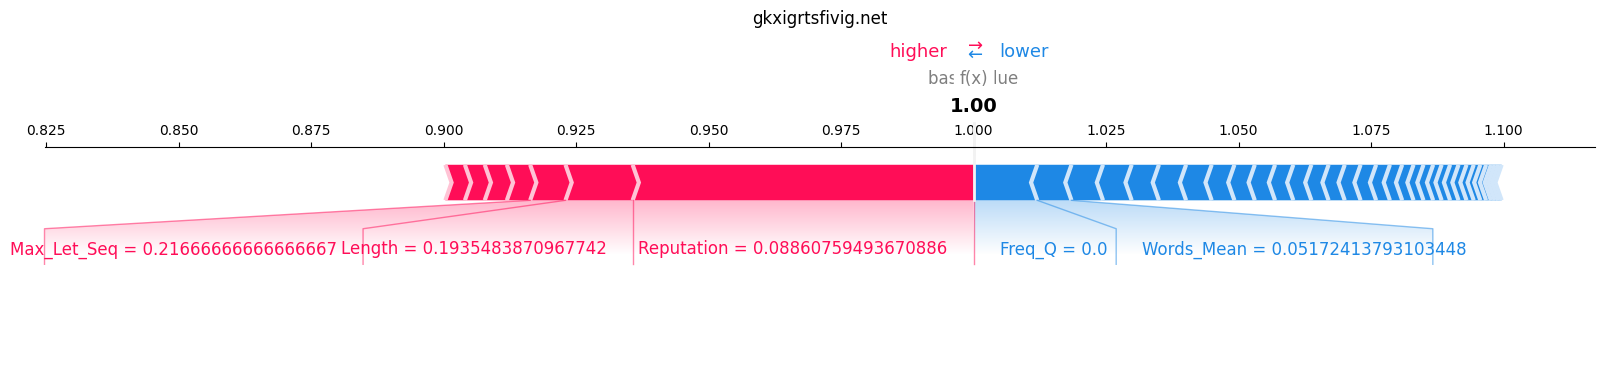 gkxigrtsfivig.net
higher ⇄ lower
bas f(x) lue
1.00
0.825 0.850 0.875 0.900 0.925 0.950 0.975 1.000 1.025 1.050 1.075 1.100
Max_Let_Seq = 0.21666666666666667 Length = 0.1935483870967742 Reputation = 0.08860759493670886 Freq_Q = 0.0 Words_Mean = 0.05172413793103448